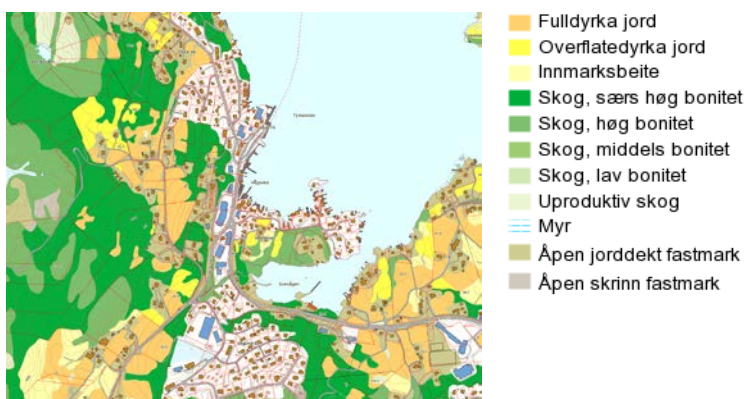 Fulldyrka jord
Overflatedyrka jord
Innmarksbeite
Skog, særs høg bonitet
Skog, høg bonitet
Skog, middels bonitet
Skog, lav bonitet
Uproduktiv skog
Myr
Åpen jorddekt fastmark
Åpen skrinn fastmark